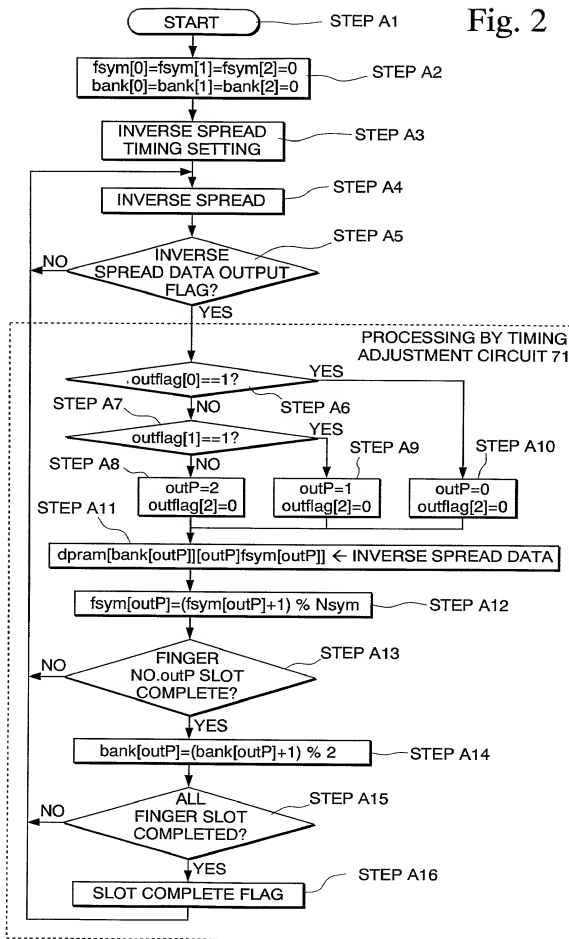 Fig. 2
START
STEP A1
fsym[0]=fsym[1]=fsym[2]=0
bank[0]=bank[1]=bank[2]=0
STEP A2
INVERSE SPREAD
TIMING SETTING
STEP A3
INVERSE SPREAD
STEP A4
STEP A5
INVERSE
SPREAD DATA OUTPUT
FLAG?
NO
YES
PROCESSING BY TIMING
ADJUSTMENT CIRCUIT 71
outflag[0]==1?
YES
STEP A6
NO
STEP A7
outflag[1]==1?
YES
NO
STEP A8
outP=2
outflag[2]=0
STEP A9
outP=1
outflag[2]=0
STEP A10
outP=0
outflag[2]=0
STEP A11
dpram[bank[outP]][outP]fsym[outP]] ← INVERSE SPREAD DATA
fsym[outP]=(fsym[outP]+1) % Nsym
STEP A12
STEP A13
FINGER
NO.outP SLOT
COMPLETE?
NO
YES
bank[outP]=(bank[outP]+1) % 2
STEP A14
STEP A15
ALL
FINGER SLOT
COMPLETED?
NO
YES
SLOT COMPLETE FLAG
STEP A16